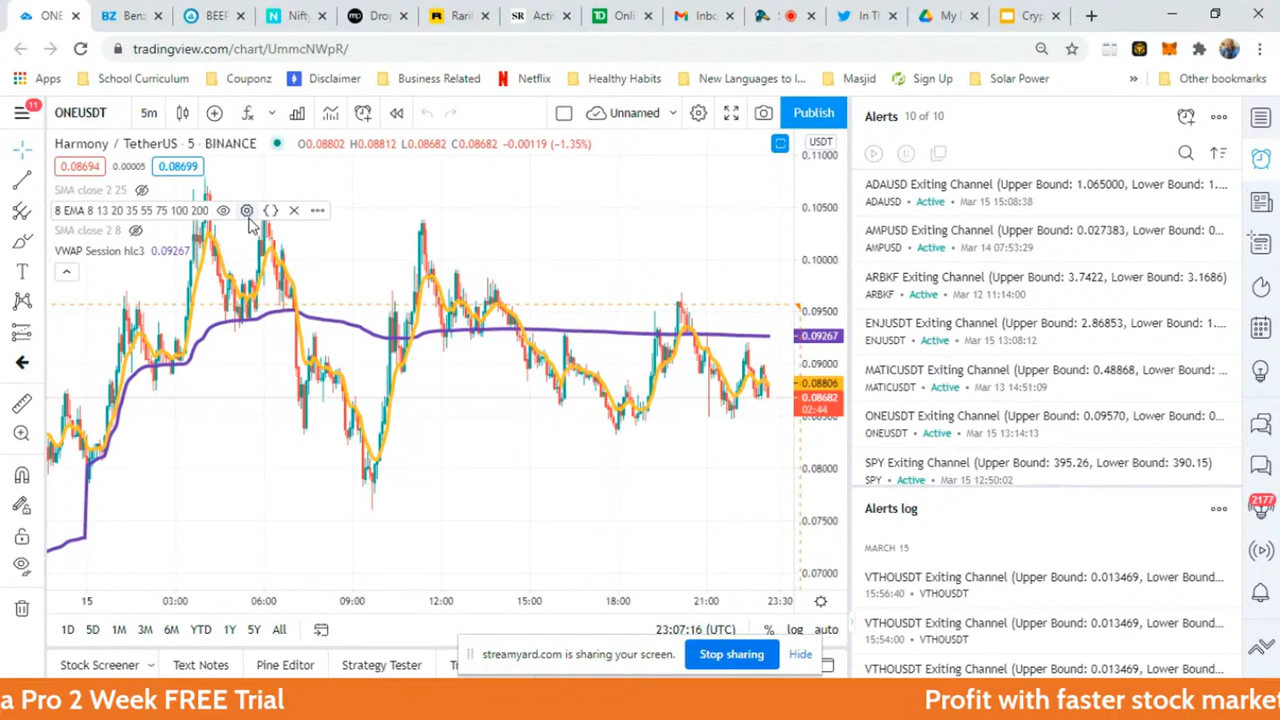 ONE
Benz
BEEF
Nifty
Drop
Raril
SR Activ
Onli
Inbo
In Th
My D
Cryp
tradingview.com/chart/UmmcNWpR/
Apps
School Curriculum
Couponz
Disclaimer
Business Related
Netflix
Healthy Habits
New Languages to L...
Masjid
Sign Up
Solar Power
»
Other bookmarks
11
ONEUSDT
5m
Unnamed
Publish
Harmony / TetherUS · 5 · BINANCE
O0.08802 H0.08812 L0.08682 C0.08682 -0.00119 (-1.35%)
0.08694
0.00005
0.08699
SMA close 2 25
8 EMA 8 13 20 35 55 75 100 200
SMA close 2 8
VWAP Session hlc3 0.09267
USDT
0.11000
0.10500
0.10000
0.09500
0.09267
0.09000
0.08806
0.08682
02:44
0.08000
0.07500
0.07000
15
03:00
06:00
09:00
12:00
15:00
18:00
21:00
23:30
1D
5D
1M
3M
6M
YTD
1Y
5Y
All
23:07:16 (UTC)
%
log
auto
Stock Screener
Text Notes
Pine Editor
Strategy Tester
streamyard.com is sharing your screen.
Stop sharing
Hide
Alerts 10 of 10
ADAUSD Exiting Channel (Upper Bound: 1.065000, Lower Bound: 1....
ADAUSD • Active • Mar 15 15:08:38
AMPUSD Exiting Channel (Upper Bound: 0.027383, Lower Bound: 0....
AMPUSD • Active • Mar 14 07:53:29
ARBKF Exiting Channel (Upper Bound: 3.7422, Lower Bound: 3.1686)
ARBKF • Active • Mar 12 11:14:00
ENJUSDT Exiting Channel (Upper Bound: 2.86853, Lower Bound: 1....
ENJUSDT • Active • Mar 15 13:08:12
MATICUSDT Exiting Channel (Upper Bound: 0.48868, Lower Bound: 0....
MATICUSDT • Active • Mar 13 14:51:09
ONEUSDT Exiting Channel (Upper Bound: 0.09570, Lower Bound: 0....
ONEUSDT • Active • Mar 15 13:14:13
SPY Exiting Channel (Upper Bound: 395.26, Lower Bound: 390.15)
SPY • Active • Mar 15 12:50:02
Alerts log
MARCH 15
VTHOUSDT Exiting Channel (Upper Bound: 0.013469, Lower Bound...
15:56:40 • VTHOUSDT
VTHOUSDT Exiting Channel (Upper Bound: 0.013469, Lower Bound...
15:54:00 • VTHOUSDT
VTHOUSDT Exiting Channel (Upper Bound: 0.013469, Lower Bound...
2177
a Pro 2 Week FREE Trial
Profit with faster stock market